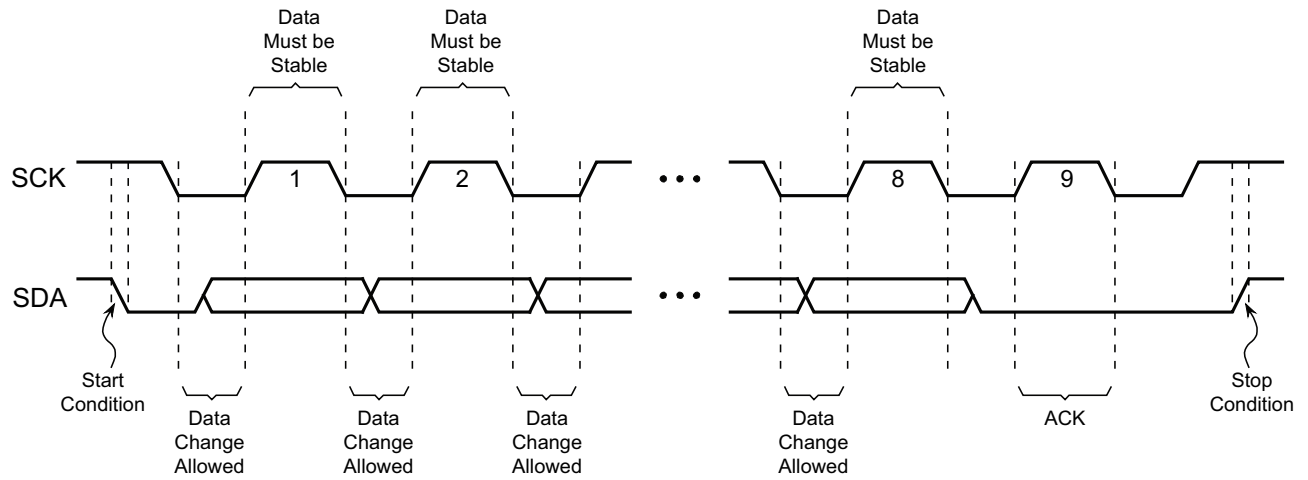 Data
Must be
Stable
Data
Must be
Stable
Data
Must be
Stable
SCK
1
2
8
9
SDA
Start
Condition
Data
Change
Allowed
Data
Change
Allowed
Data
Change
Allowed
Data
Change
Allowed
ACK
Stop
Condition